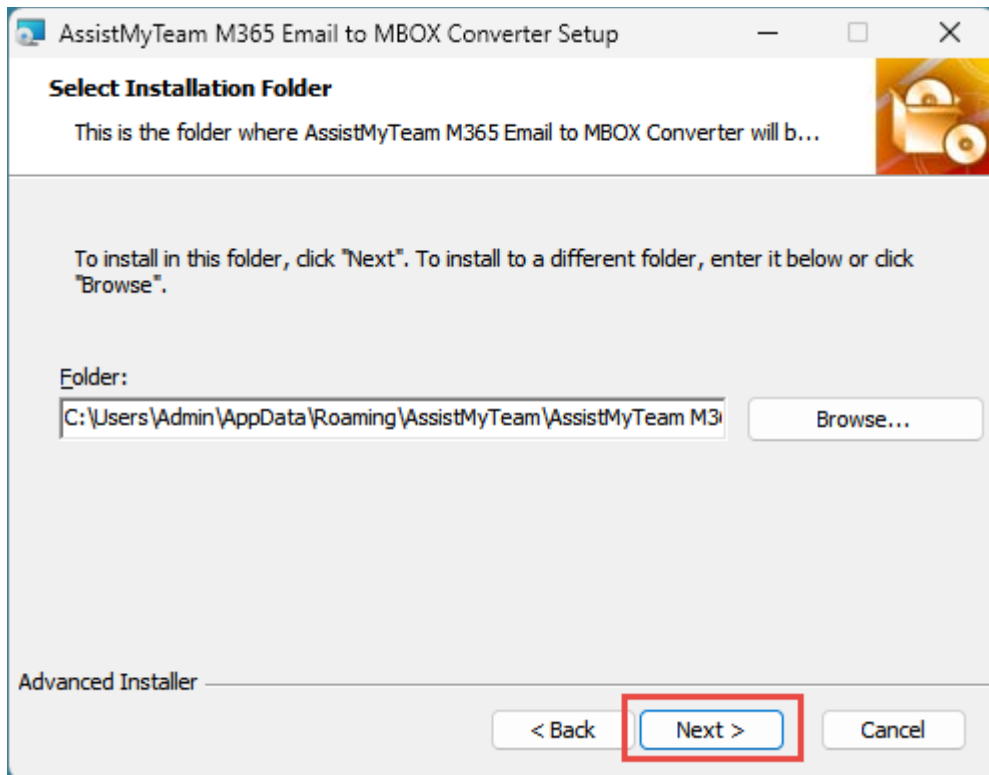 AssistMyTeam M365 Email to MBOX Converter Setup
Select Installation Folder
This is the folder where AssistMyTeam M365 Email to MBOX Converter will b...
To install in this folder, click "Next". To install to a different folder, enter it below or click
"Browse".
Folder:
C:\Users\Admin\AppData\Roaming\AssistMyTeam\AssistMyTeam M3
Browse...
Advanced Installer
< Back
Next >
Cancel